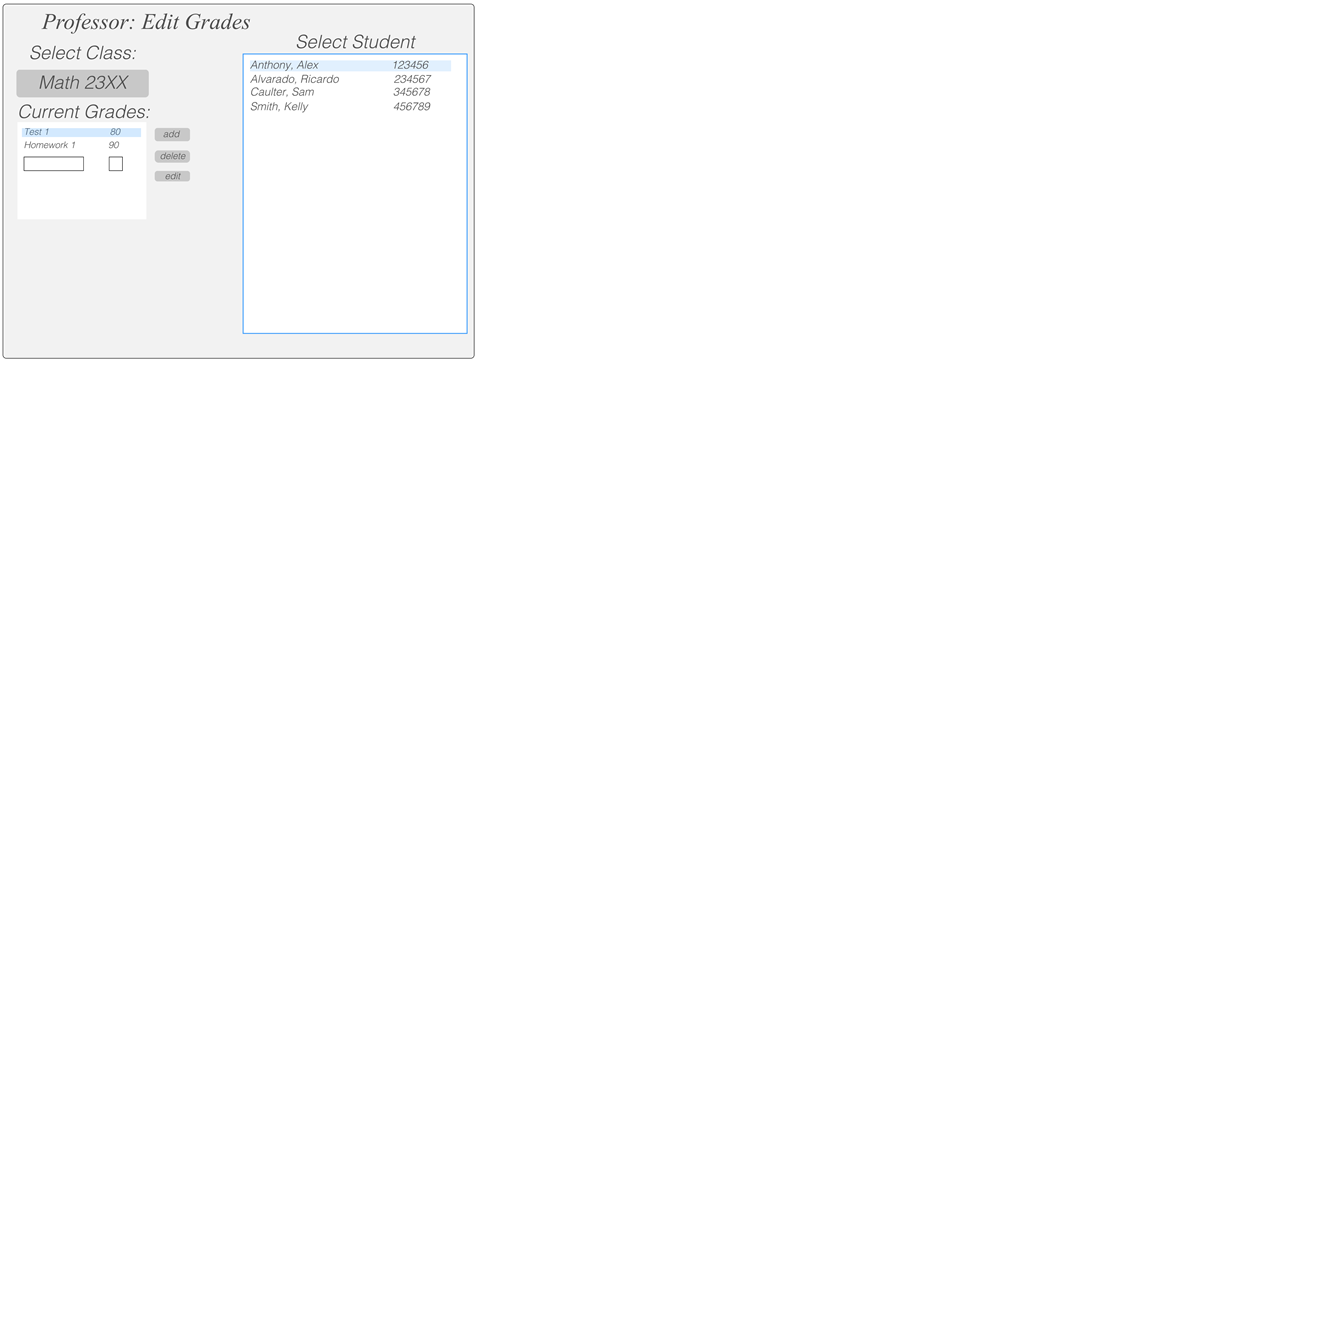 Professor: Edit Grades
Select Class:
Math 23XX
Current Grades:
Test 1 80
Homework 1 90
add
delete
edit
Select Student
Anthony, Alex 123456
Alvarado, Ricardo 234567
Caulter, Sam 345678
Smith, Kelly 456789